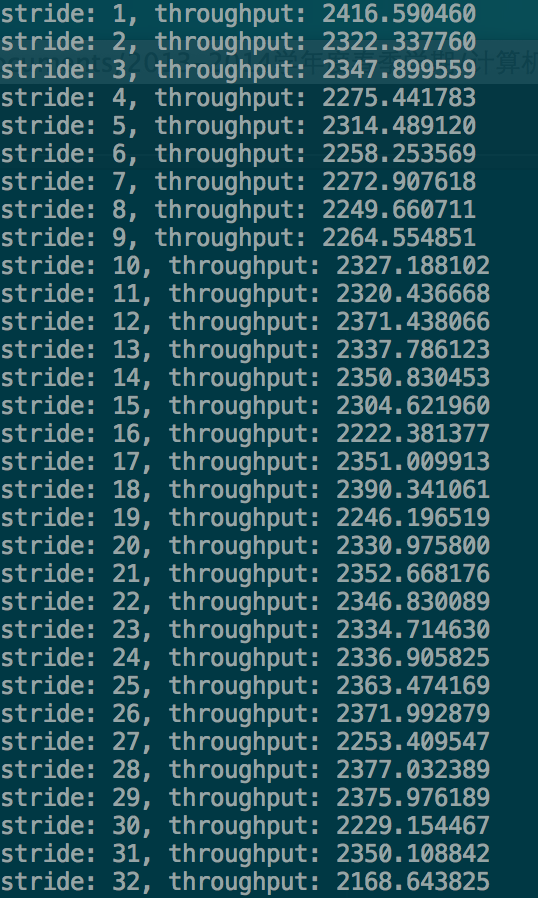 stride: 1, throughput: 2416.590460
stride: 2, throughput: 2322.337760
stride: 3, throughput: 2347.899559
stride: 4, throughput: 2275.441783
stride: 5, throughput: 2314.489120
stride: 6, throughput: 2258.253569
stride: 7, throughput: 2272.907618
stride: 8, throughput: 2249.660711
stride: 9, throughput: 2264.554851
stride: 10, throughput: 2327.188102
stride: 11, throughput: 2320.436668
stride: 12, throughput: 2371.438066
stride: 13, throughput: 2337.786123
stride: 14, throughput: 2350.830453
stride: 15, throughput: 2304.621960
stride: 16, throughput: 2222.381377
stride: 17, throughput: 2351.009913
stride: 18, throughput: 2390.341061
stride: 19, throughput: 2246.196519
stride: 20, throughput: 2330.975800
stride: 21, throughput: 2352.668176
stride: 22, throughput: 2346.830089
stride: 23, throughput: 2334.714630
stride: 24, throughput: 2336.905825
stride: 25, throughput: 2363.474169
stride: 26, throughput: 2371.992879
stride: 27, throughput: 2253.409547
stride: 28, throughput: 2377.032389
stride: 29, throughput: 2375.976189
stride: 30, throughput: 2229.154467
stride: 31, throughput: 2350.108842
stride: 32, throughput: 2168.643825